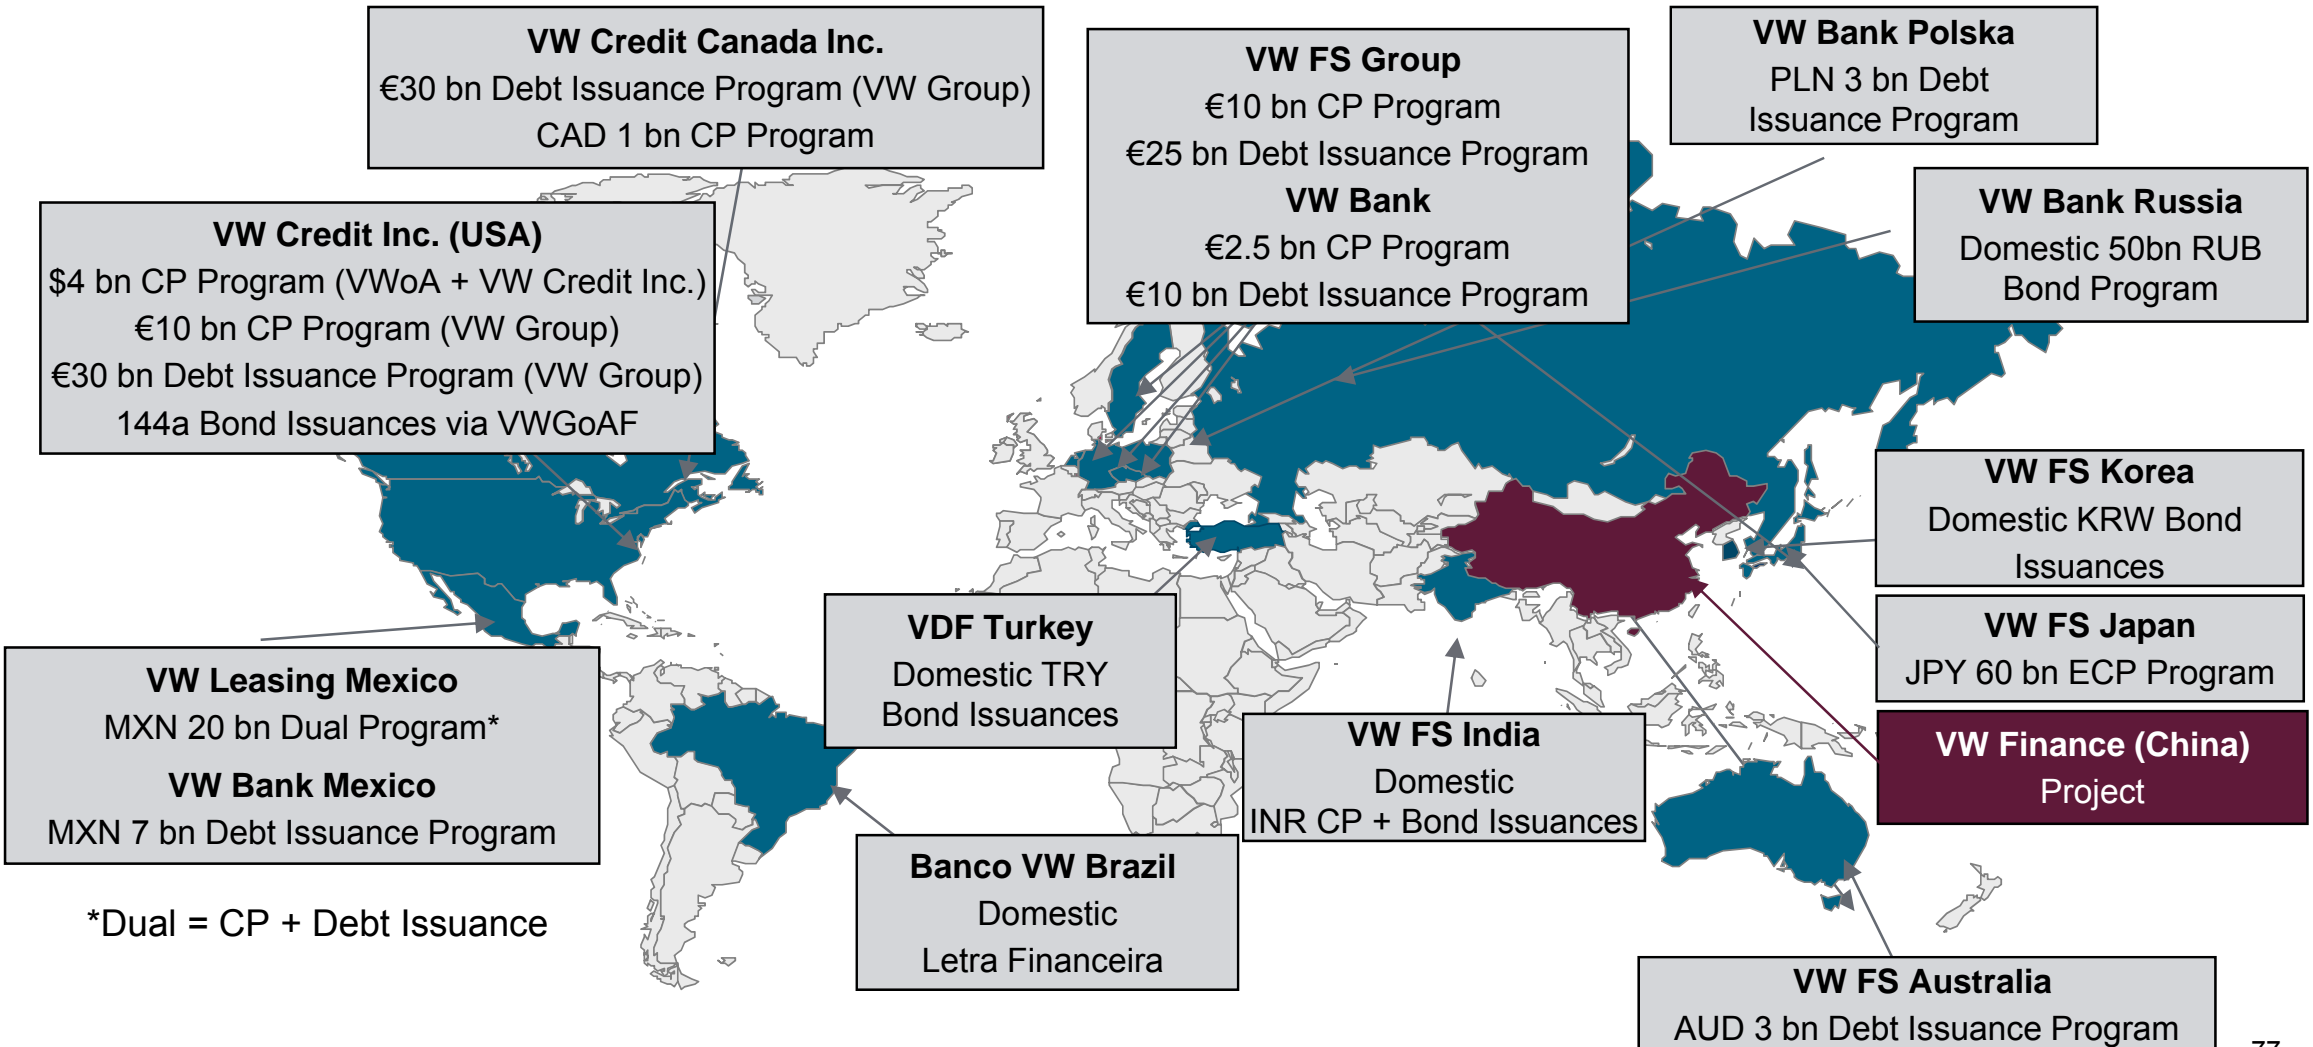 VW Credit Canada Inc.
€30 bn Debt Issuance Program (VW Group)
CAD 1 bn CP Program
VW FS Group
€10 bn CP Program
€25 bn Debt Issuance Program
VW Bank
€2.5 bn CP Program
€10 bn Debt Issuance Program
VW Bank Polska
PLN 3 bn Debt
Issuance Program
VW Credit Inc. (USA)
$4 bn CP Program (VWoA + VW Credit Inc.)
€10 bn CP Program (VW Group)
€30 bn Debt Issuance Program (VW Group)
144a Bond Issuances via VWGoAF
VW Bank Russia
Domestic 50bn RUB
Bond Program
VW FS Korea
Domestic KRW Bond
Issuances
VW FS Japan
JPY 60 bn ECP Program
VDF Turkey
Domestic TRY
Bond Issuances
VW Leasing Mexico
MXN 20 bn Dual Program*
VW Bank Mexico
MXN 7 bn Debt Issuance Program
VW FS India
Domestic
INR CP + Bond Issuances
VW Finance (China)
Project
Banco VW Brazil
Domestic
Letra Financeira
*Dual = CP + Debt Issuance
VW FS Australia
AUD 3 bn Debt Issuance Program